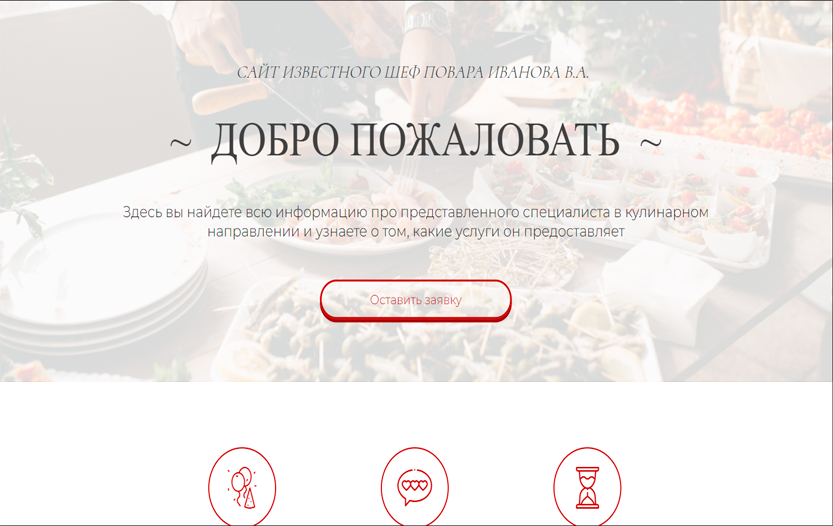 САЙТ ИЗВЕСТНОГО ШЕФ ПОВАРА ИВАНОВА В.А.
~ ДОБРО ПОЖАЛОВАТЬ ~
Здесь вы найдете всю информацию про представленного специалиста в кулинарном
направлении и узнаете о том, какие услуги он предоставляет
Оставить заявку